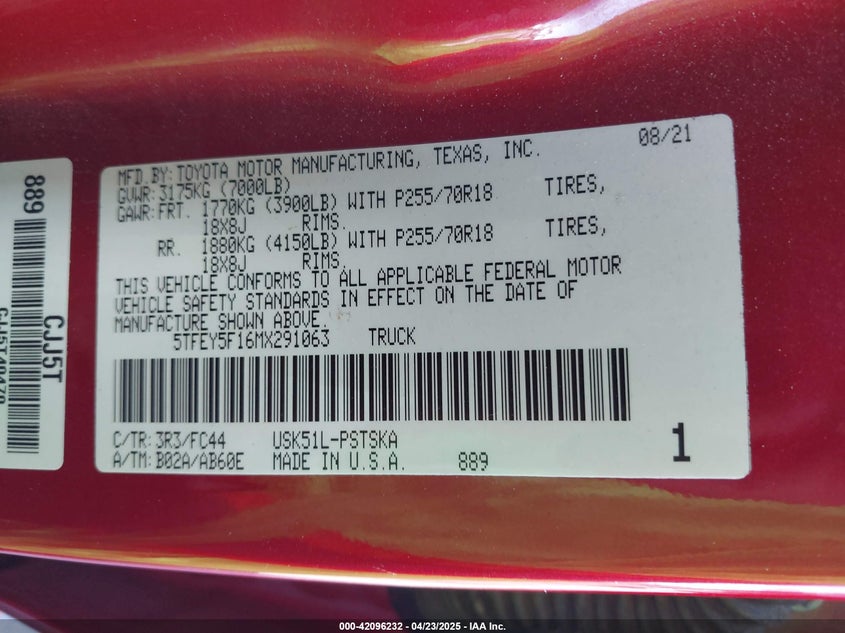 MFD BY: TOYOTA MOTOR MANUFACTURING, TEXAS, INC. 08/21
GVWR: 3175KG (7000LB)
GAWR: FRT. 1770KG (3900LB) WITH P255/70R18 TIRES,
18X8J RIMS.
RR. 1880KG (4150LB) WITH P255/70R18 TIRES,
18X8J RIMS.
THIS VEHICLE CONFORMS TO ALL APPLICABLE FEDERAL MOTOR
VEHICLE SAFETY STANDARDS IN EFFECT ON THE DATE OF
MANUFACTURE SHOWN ABOVE.
5TFEY5F16MX291063 TRUCK
C/TR: 3R3/FC44 USK51L-PSTSKA
A/TM: B02A/AB60E MADE IN U.S.A. 889
1
889
CJJ5T
000-42096232 - 04/23/2025 - IAA Inc.